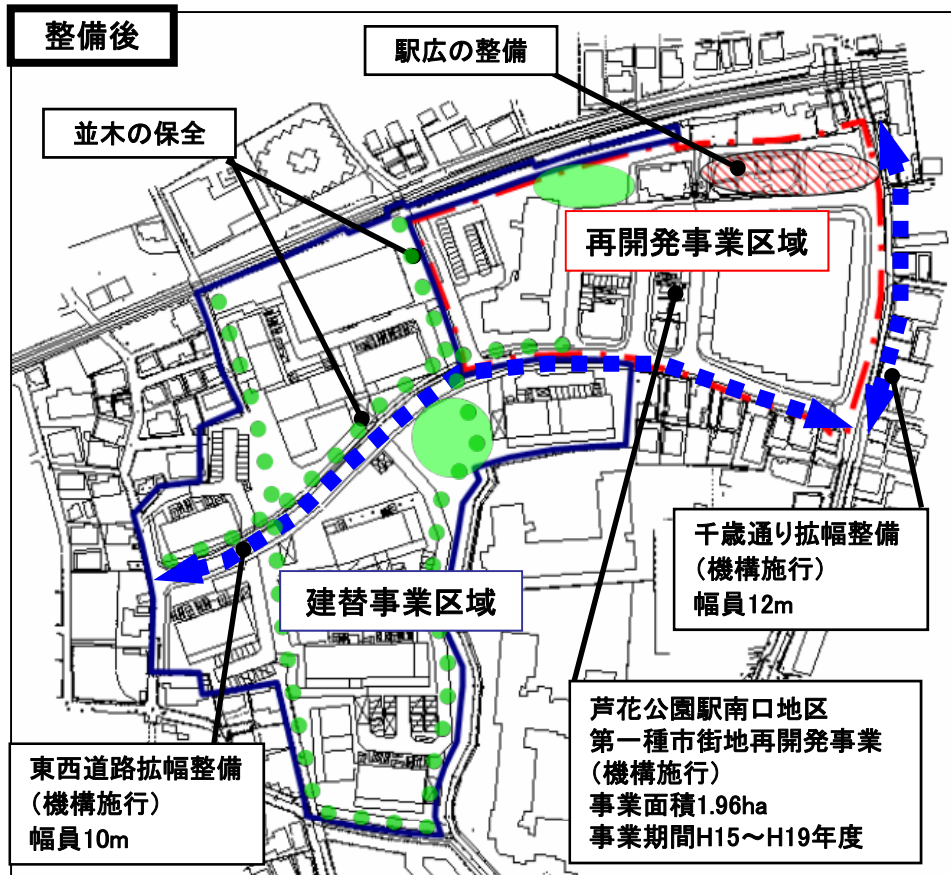 整備後
駅広の整備
並木の保全
再開発事業区域
建替事業区域
千歳通り拡幅整備
(機構施行)
幅員12m
東西道路拡幅整備
(機構施行)
幅員10m
芦花公園駅南口地区
第一種市街地再開発事業
(機構施行)
事業面積1.96ha
事業期間H15～H19年度